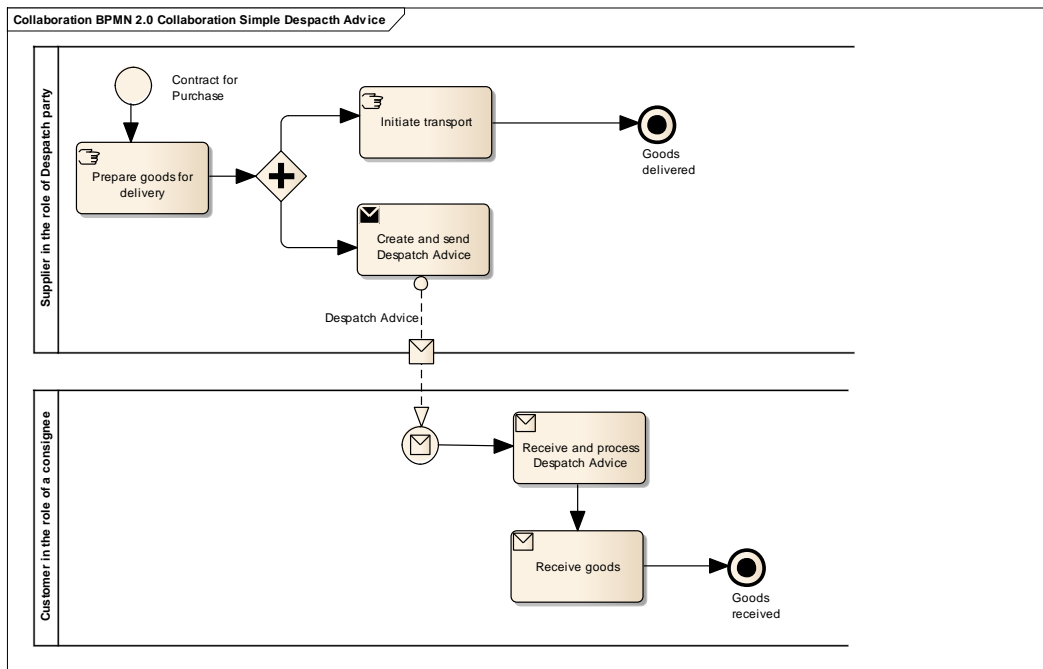 Collaboration BPMN 2.0 Collaboration Simple Despacth Advice
Supplier in the role of Despatch party
Contract for
Purchase
Prepare goods for
delivery
Initiate transport
Goods
delivered
Create and send
Despatch Advice
Despatch Advice
Customer in the role of a consignee
Receive and process
Despatch Advice
Receive goods
Goods
received